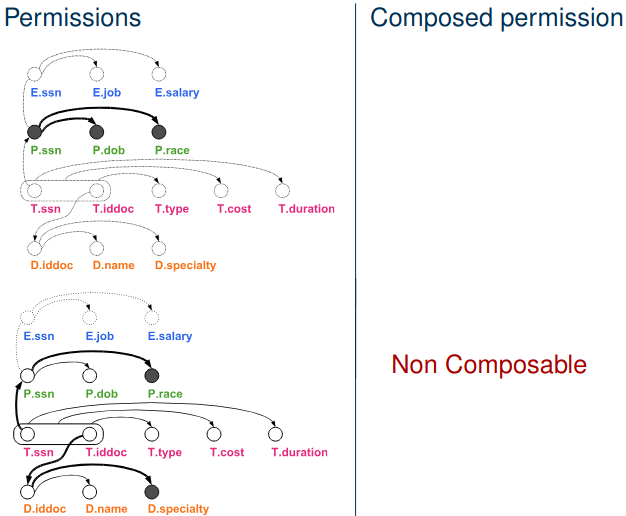 Permissions
Composed permission
E.ssn E.job E.salary
P.ssn P.dob P.race
T.ssn T.iddoc T.type T.cost T.duration
D.iddoc D.name D.specialty
E.ssn E.job E.salary
P.ssn P.dob P.race
Non Composable
T.ssn T.iddoc T.type T.cost T.duration
D.iddoc D.name D.specialty